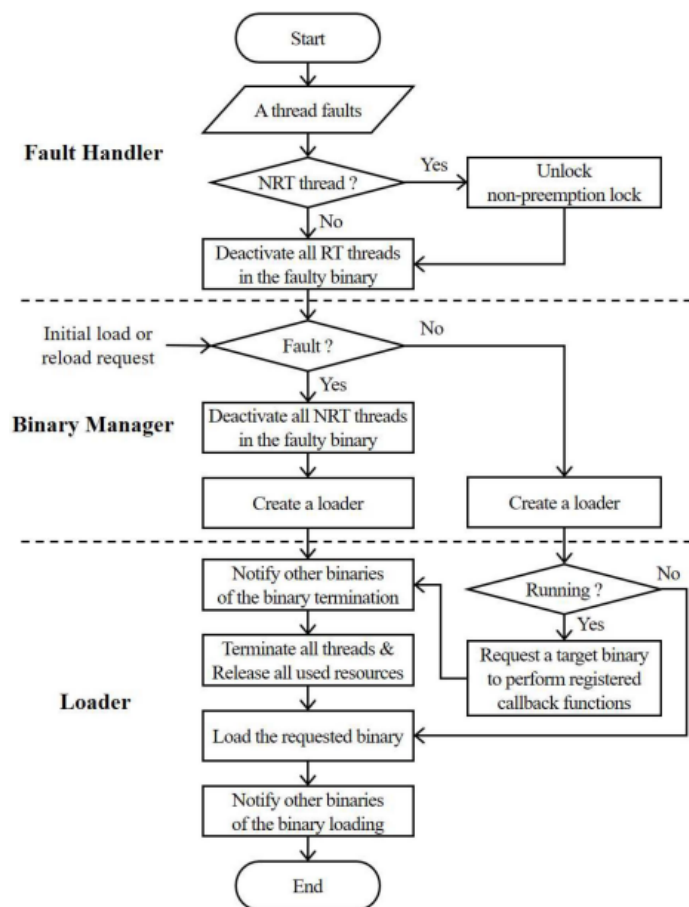 Start
A thread faults
Fault Handler
NRT thread ?
Yes
Unlock
non-preemption lock
No
Deactivate all RT threads
in the faulty binary
Initial load or
reload request
Fault ?
No
Yes
Binary Manager
Deactivate all NRT threads
in the faulty binary
Create a loader
Create a loader
Notify other binaries
of the binary termination
Running ?
No
Yes
Terminate all threads &
Release all used resources
Request a target binary
to perform registered
callback functions
Loader
Load the requested binary
Notify other binaries
of the binary loading
End